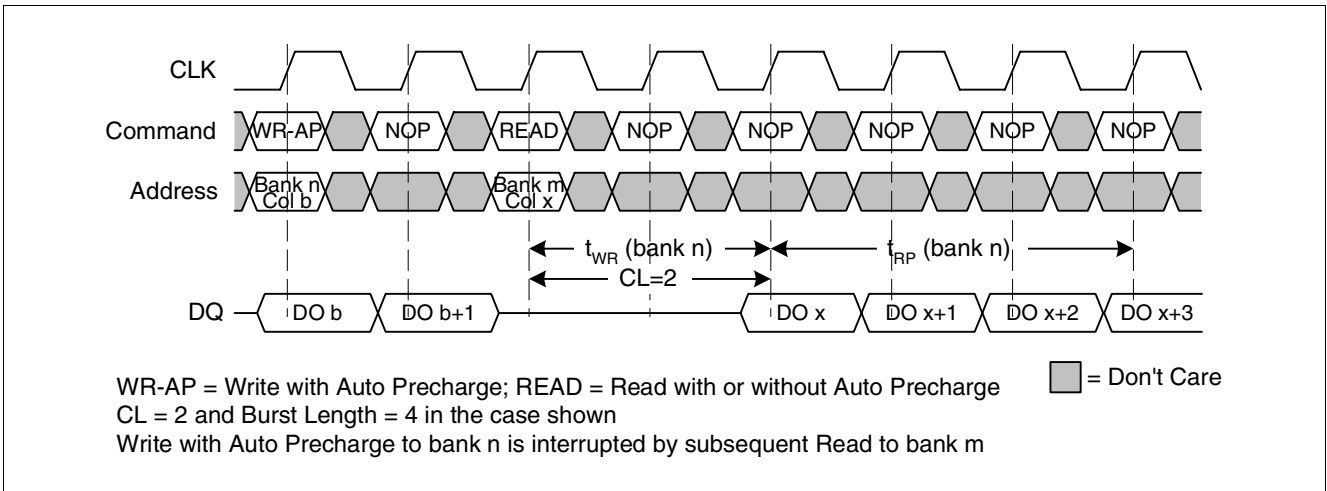 CLK
Command WR-AP NOP READ NOP NOP NOP NOP NOP
Address Bank n Col b Bank m Col x
tWR (bank n) tRP (bank n)
CL=2
DQ DO b DO b+1 DO x DO x+1 DO x+2 DO x+3
WR-AP = Write with Auto Precharge; READ = Read with or without Auto Precharge
= Don't Care
CL = 2 and Burst Length = 4 in the case shown
Write with Auto Precharge to bank n is interrupted by subsequent Read to bank m